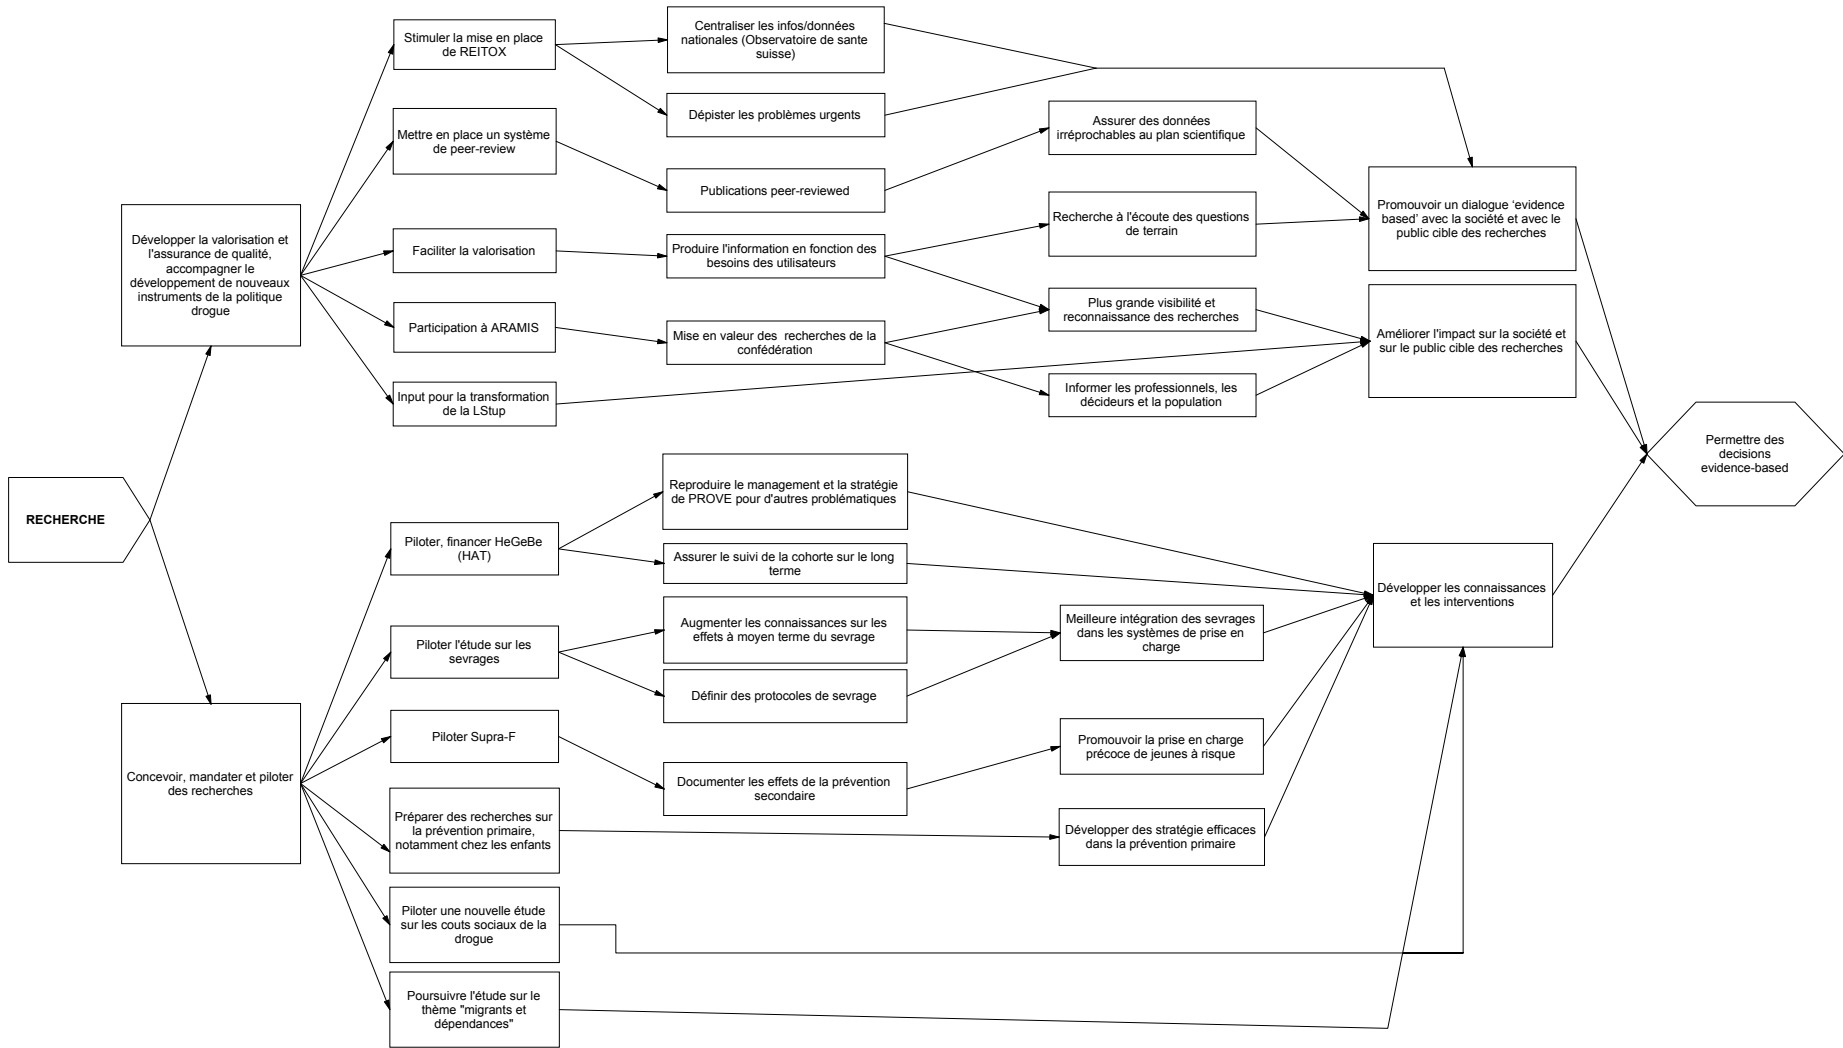 Stimuler la mise en place
de REITOX
Centraliser les infos/données
nationales (Observatoire de sante
suisse)
Dépister les problèmes urgents
Mettre en place un système
de peer-review
Publications peer-reviewed
Assurer des données
irréprochables au plan scientifique
Développer la valorisation et
l'assurance de qualité,
accompagner le
développement de nouveaux
instruments de la politique
drogue
Faciliter la valorisation
Produire l'information en fonction des
besoins des utilisateurs
Recherche à l'écoute des questions
de terrain
Promouvoir un dialogue ‘evidence
based’ avec la société et avec le
public cible des recherches
Participation à ARAMIS
Mise en valeur des  recherches de la
confédération
Plus grande visibilité et
reconnaissance des recherches
Améliorer l'impact sur la société et
sur le public cible des recherches
Input pour la transformation
de la LStup
Informer les professionnels, les
décideurs et la population
Permettre des
decisions
evidence-based
RECHERCHE
Reproduire le management et la stratégie
de PROVE pour d'autres problématiques
Piloter, financer HeGeBe
(HAT)
Assurer le suivi de la cohorte sur le long
terme
Développer les connaissances
et les interventions
Augmenter les connaissances sur les
effets à moyen terme du sevrage
Meilleure intégration des sevrages
dans les systèmes de prise en
charge
Piloter l'étude sur les
sevrages
Définir des protocoles de sevrage
Concevoir, mandater et piloter
des recherches
Piloter Supra-F
Promouvoir la prise en charge
précoce de jeunes à risque
Documenter les effets de la prévention
secondaire
Préparer des recherches sur
la prévention primaire,
notamment chez les enfants
Développer des stratégie efficaces
dans la prévention primaire
Piloter une nouvelle étude
sur les couts sociaux de la
drogue
Poursuivre l'étude sur le
thème "migrants et
dépendances"